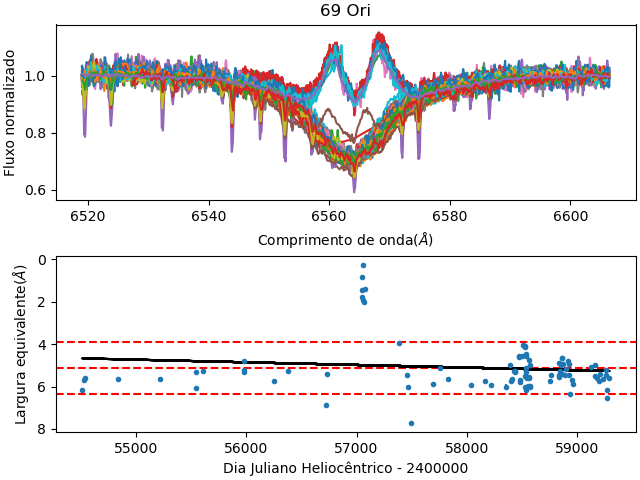 69 Ori
Fluxo normalizado
1.0
0.8
0.6
6520 6540 6560 6580 6600
Comprimento de onda(Å)
Largura equivalente(Å)
0
2
4
6
8
55000 56000 57000 58000 59000
Dia Juliano Heliocêntrico - 2400000